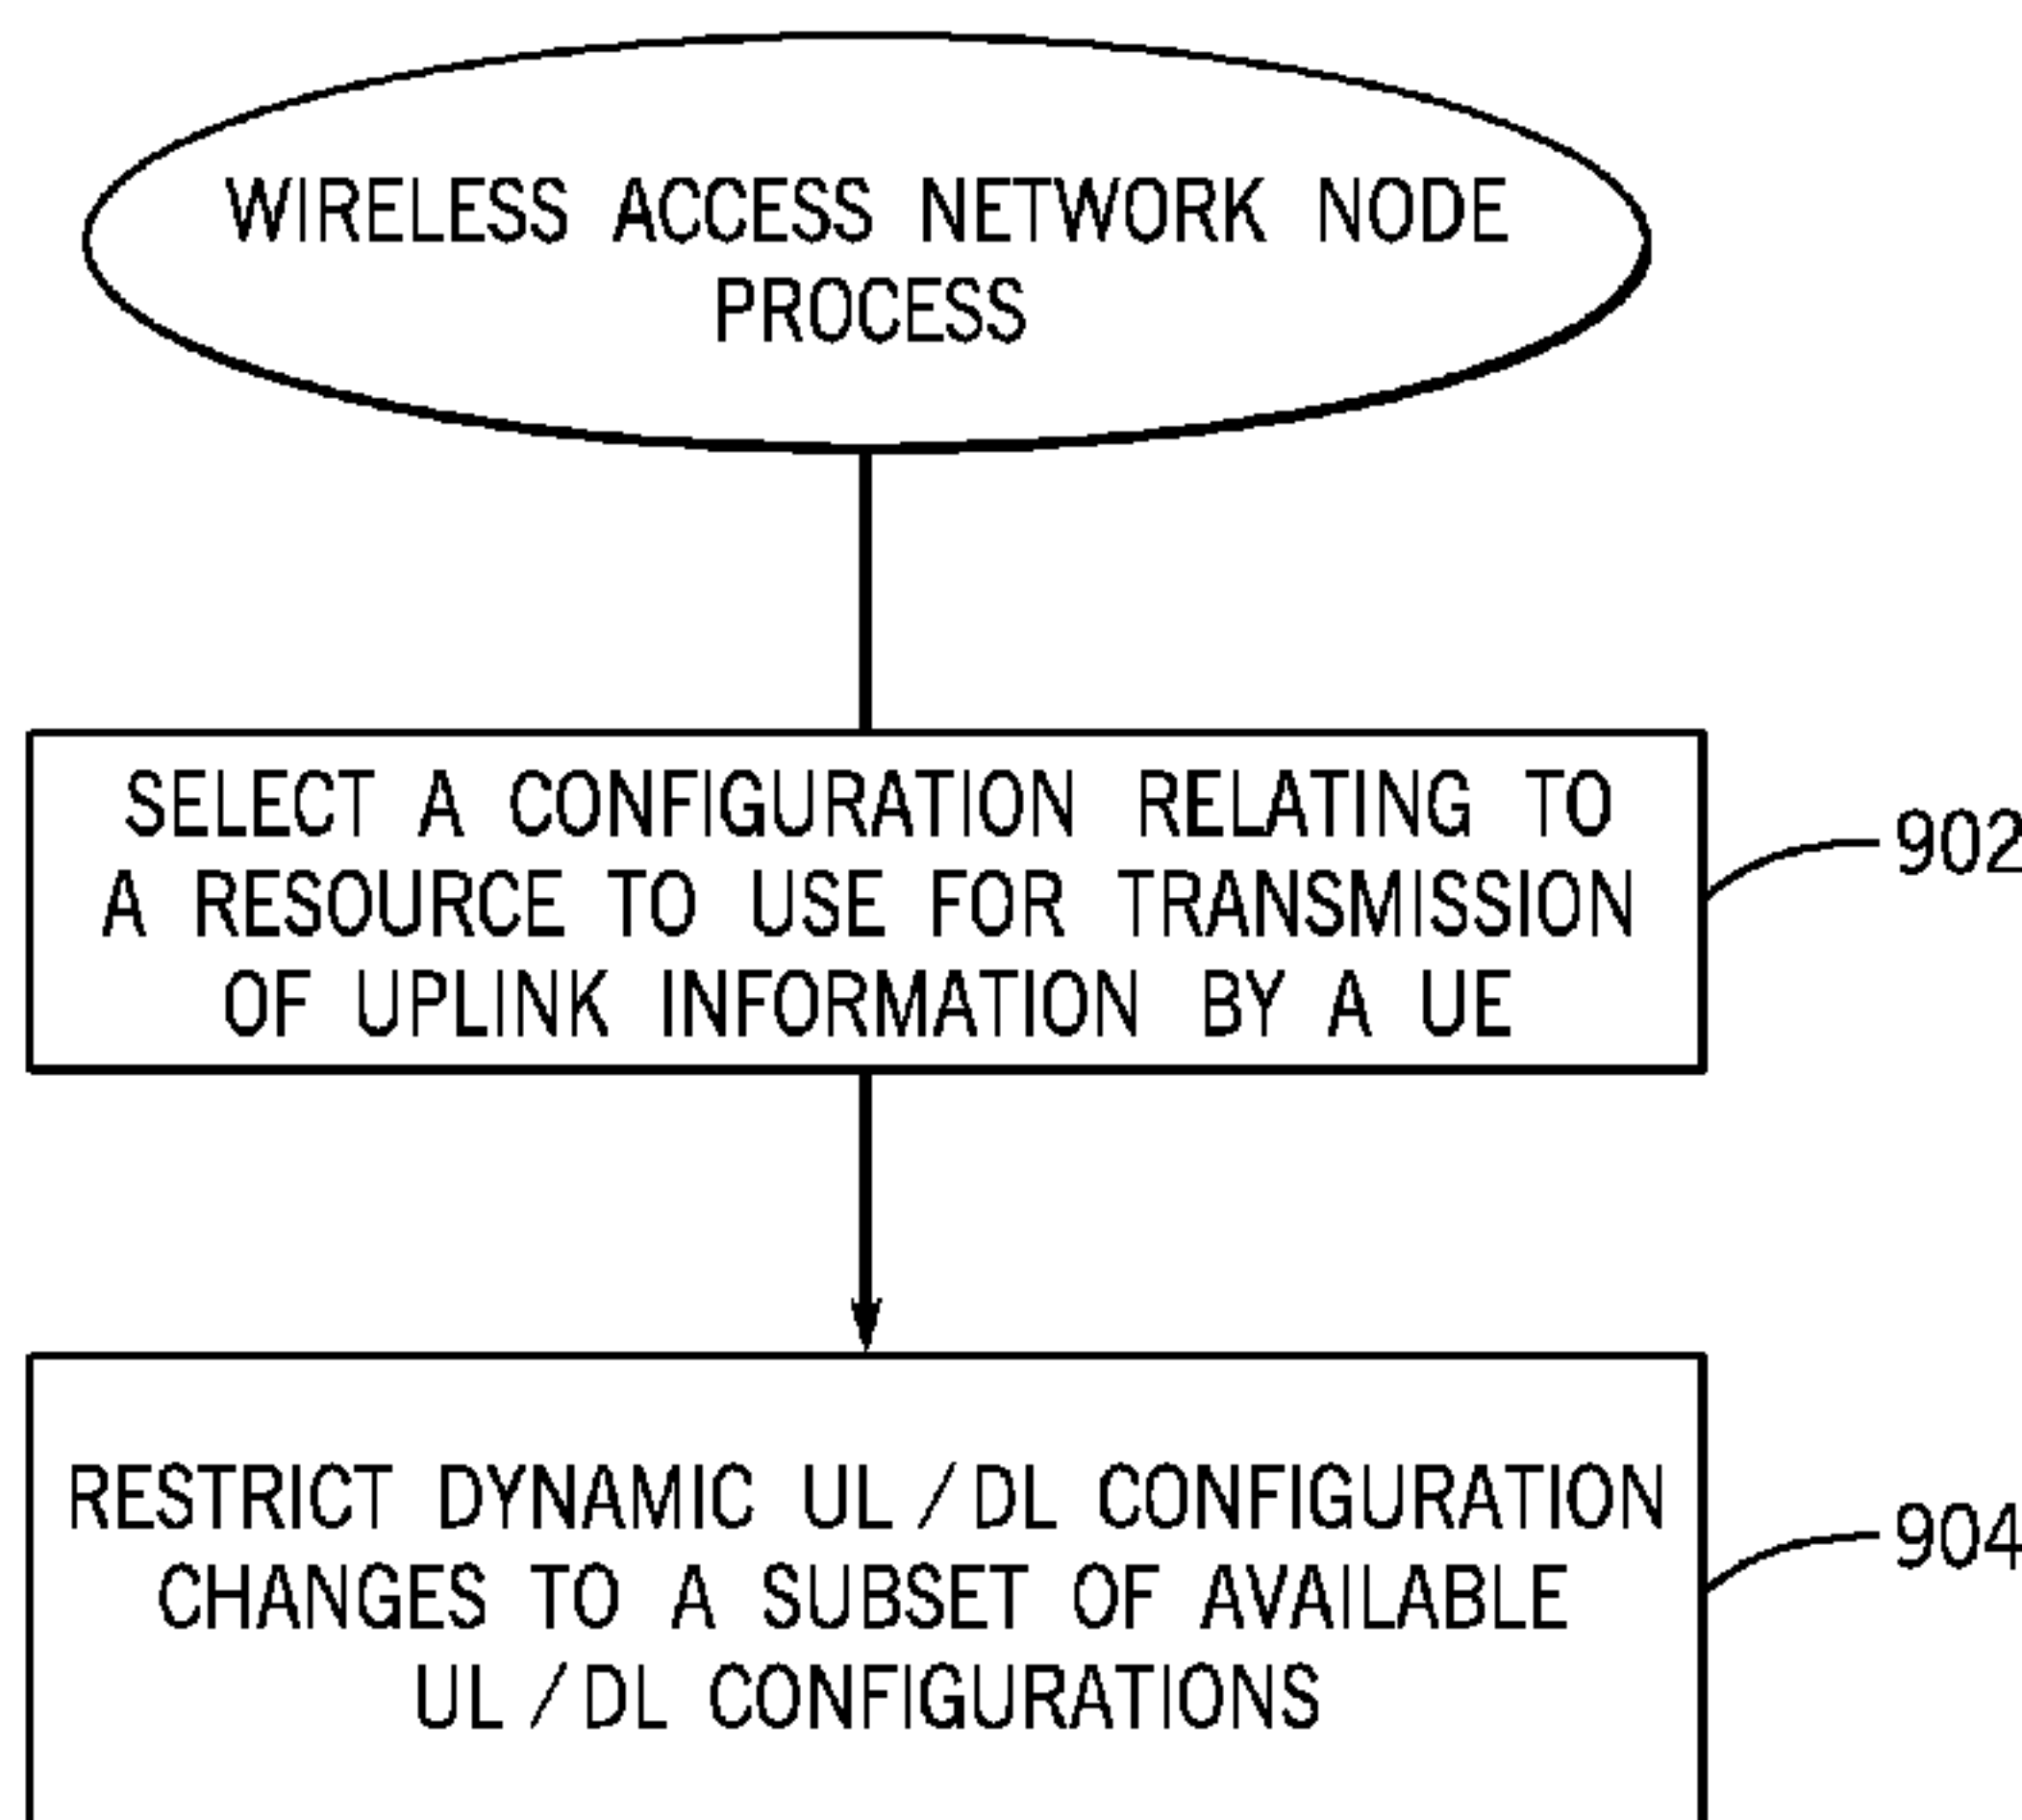 WIRELESS ACCESS NETWORK NODE
PROCESS
SELECT A CONFIGURATION RELATING TO
A RESOURCE TO USE FOR TRANSMISSION
OF UPLINK INFORMATION BY A UE
902
RESTRICT DYNAMIC UL/DL CONFIGURATION
CHANGES TO A SUBSET OF AVAILABLE
UL/DL CONFIGURATIONS
904